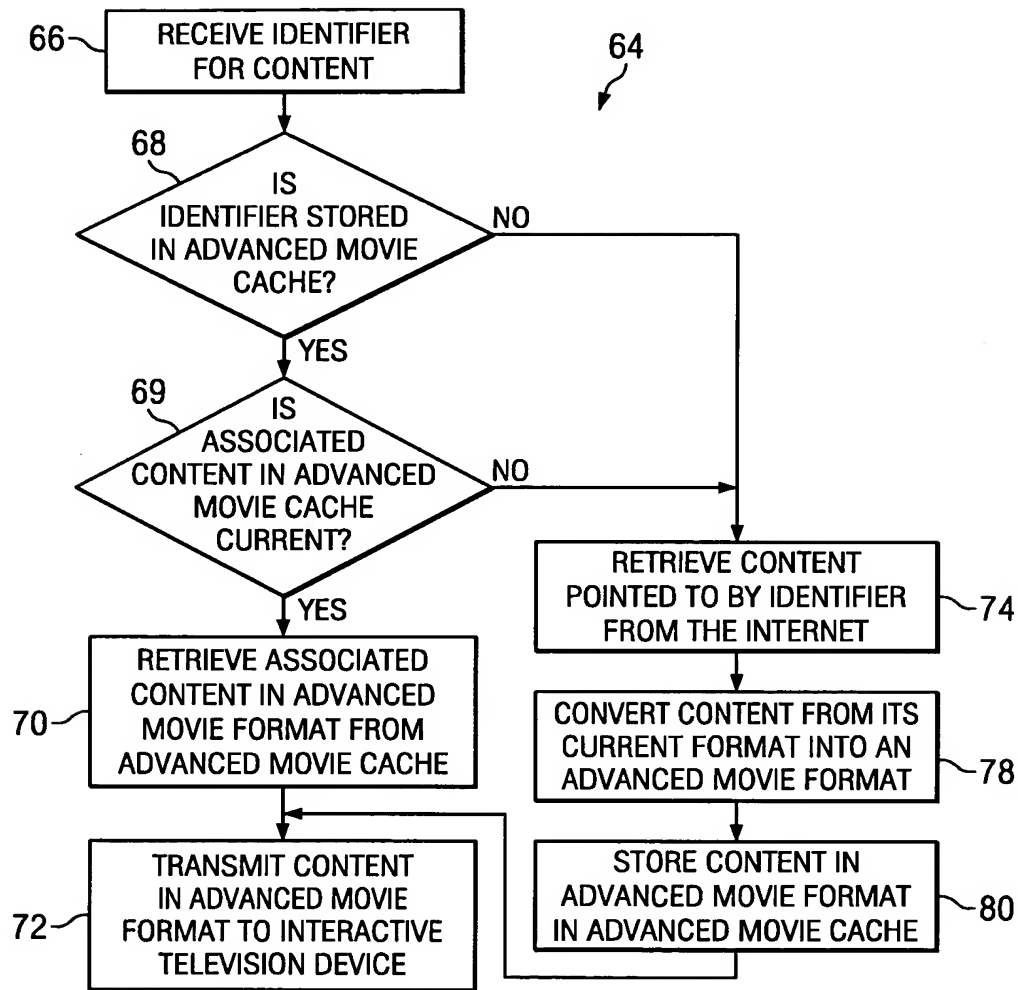 66
RECEIVE IDENTIFIER
FOR CONTENT
64
68
IS
IDENTIFIER STORED
IN ADVANCED MOVIE
CACHE?
NO
YES
69
IS
ASSOCIATED
CONTENT IN ADVANCED
MOVIE CACHE
CURRENT?
NO
YES
70
RETRIEVE ASSOCIATED
CONTENT IN ADVANCED
MOVIE FORMAT FROM
ADVANCED MOVIE CACHE
72
TRANSMIT CONTENT
IN ADVANCED MOVIE
FORMAT TO INTERACTIVE
TELEVISION DEVICE
RETRIEVE CONTENT
POINTED TO BY IDENTIFIER
FROM THE INTERNET
74
CONVERT CONTENT FROM ITS
CURRENT FORMAT INTO AN
ADVANCED MOVIE FORMAT
78
STORE CONTENT IN
ADVANCED MOVIE FORMAT
IN ADVANCED MOVIE CACHE
80